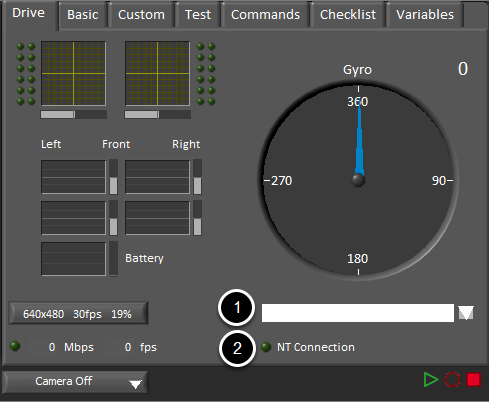 Drive Basic Custom Test Commands Checklist Variables
Gyro 0
360
270 90
180
Left Front Right
Battery
640x480 30fps 19%
1
0 Mbps 0 fps
2 NT Connection
Camera Off